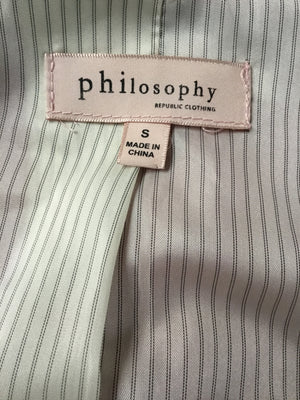 philosophy
REPUBLIC CLOTHING
S
MADE IN
CHINA